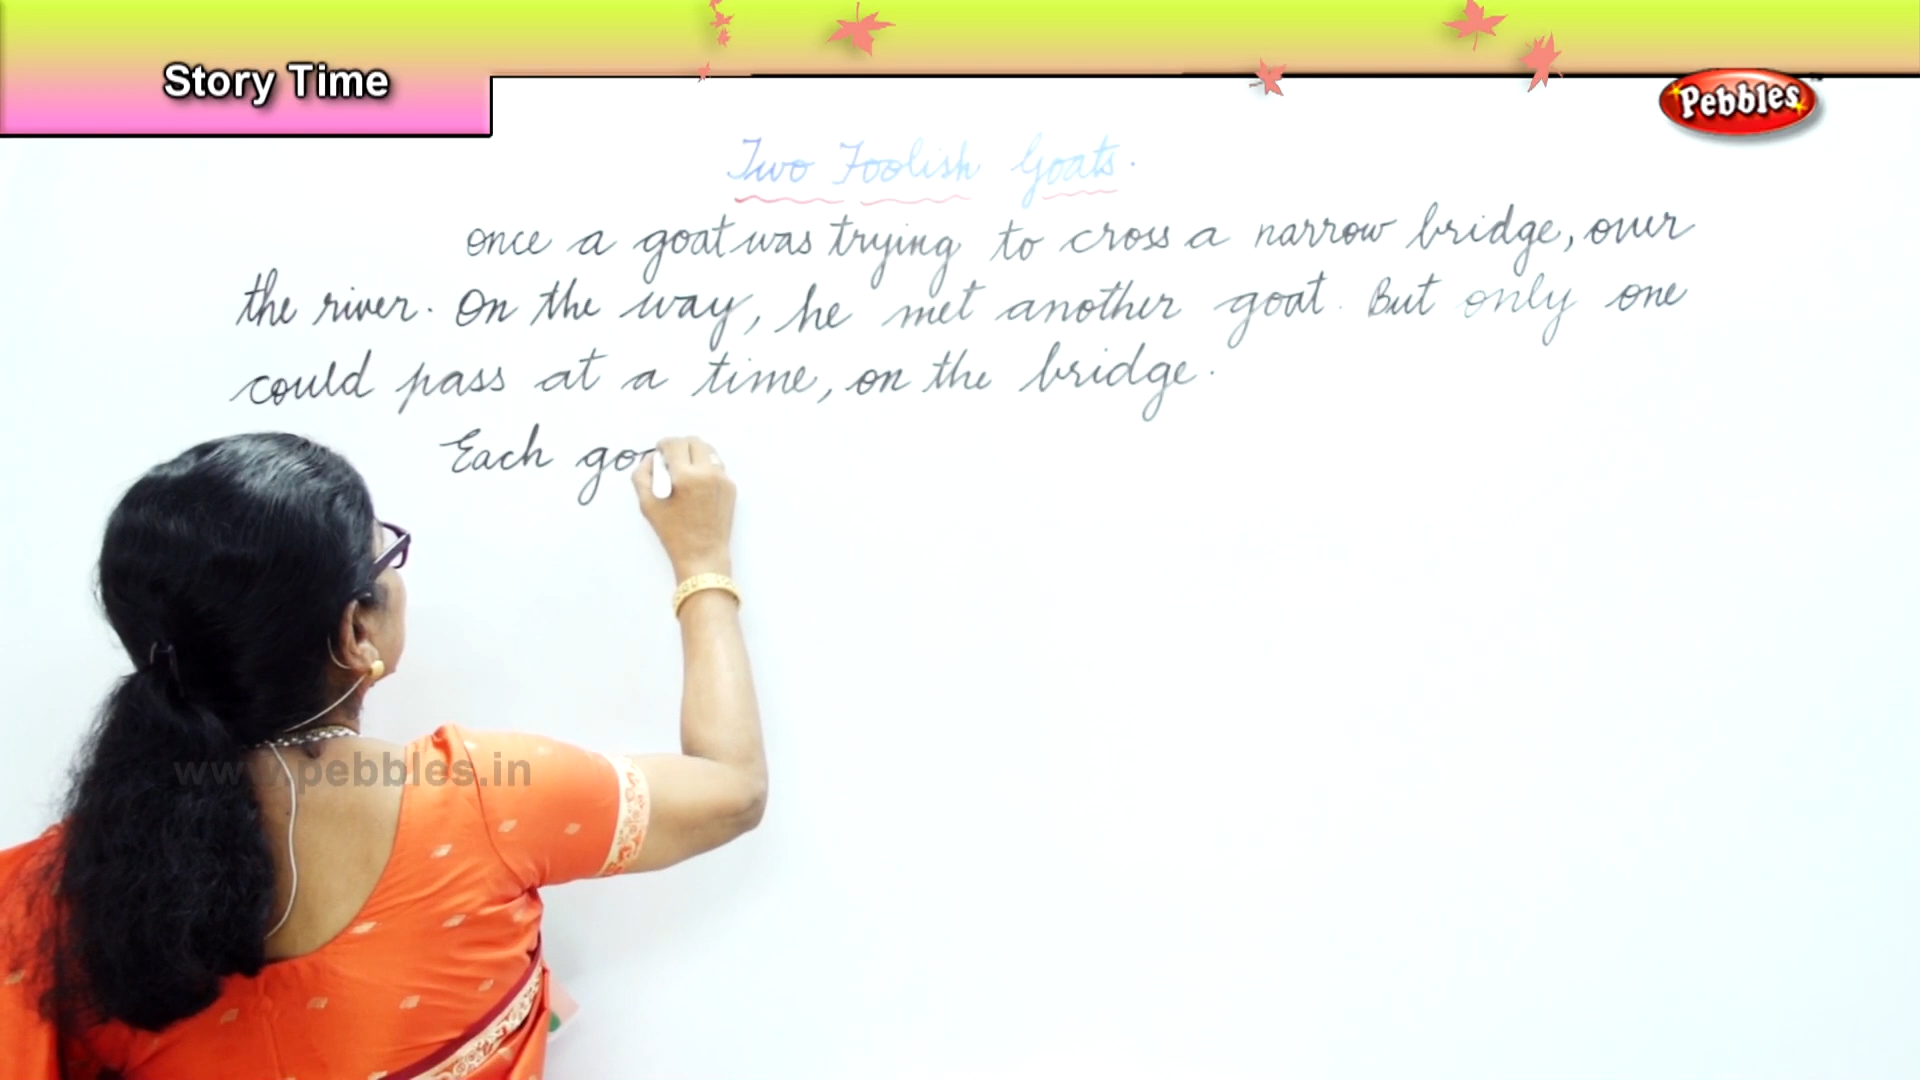 Story Time
Pebbles
Two Foolish Goats.
once a goat was trying to cross a narrow bridge, over
the river. On the way, he met another goat. But only one
could pass at a time, on the bridge.
Each go
www.pebbles.in